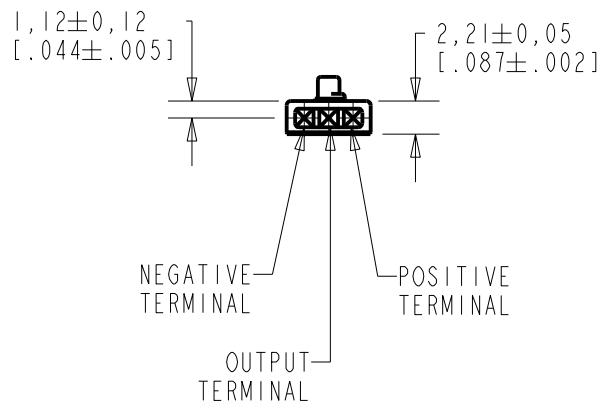 1,12±0,12
[.044±.005]
2,21±0,05
[.087±.002]
NEGATIVE
TERMINAL
POSITIVE
TERMINAL
OUTPUT
TERMINAL